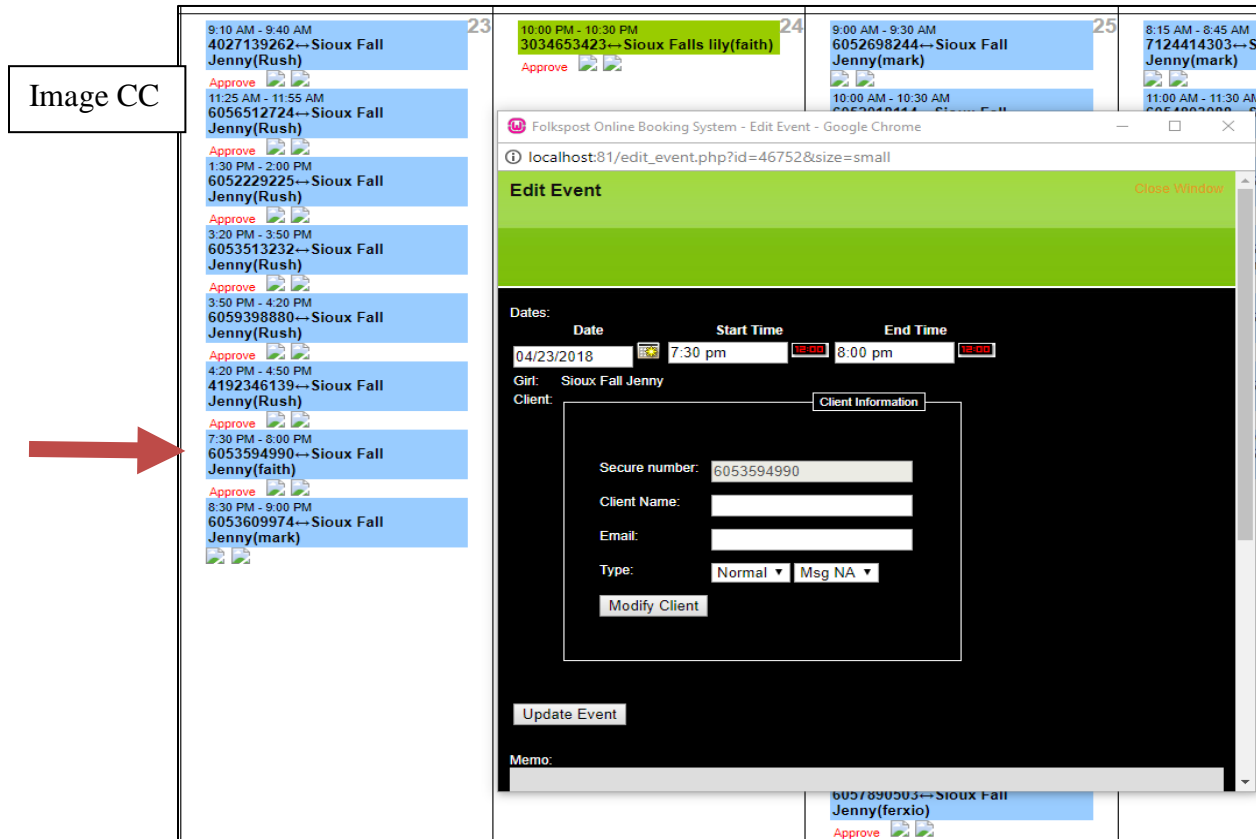 Image CC
23
9:10 AM - 9:40 AM
4027139262↔Sioux Fall
Jenny(Rush)
Approve
11:25 AM - 11:55 AM
6056512724↔Sioux Fall
Jenny(Rush)
Approve
1:30 PM - 2:00 PM
6052229225↔Sioux Fall
Jenny(Rush)
Approve
3:20 PM - 3:50 PM
6053513232↔Sioux Fall
Jenny(Rush)
Approve
3:50 PM - 4:20 PM
6059398880↔Sioux Fall
Jenny(Rush)
Approve
4:20 PM - 4:50 PM
4192346139↔Sioux Fall
Jenny(Rush)
Approve
7:30 PM - 8:00 PM
6053594990↔Sioux Fall
Jenny(faith)
Approve
8:30 PM - 9:00 PM
6053609974↔Sioux Fall
Jenny(mark)
24
10:00 PM - 10:30 PM
3034653423↔Sioux Falls lily(faith)
Approve
25
9:00 AM - 9:30 AM
6052698244↔Sioux Fall
Jenny(mark)
10:00 AM - 10:30 AM
8:15 AM - 8:45 AM
7124414303↔S
Jenny(mark)
11:00 AM - 11:30 AM
Folkspost Online Booking System - Edit Event - Google Chrome
localhost:81/edit_event.php?id=46752&size=small
Edit Event
Close Window
Dates:
Date Start Time End Time
04/23/2018 7:30 pm 12:00 8:00 pm 12:00
Girl: Sioux Fall Jenny
Client:
Client Information
Secure number: 6053594990
Client Name:
Email:
Type: Normal Msg NA
Modify Client
Update Event
Memo:
6057890503↔Sioux Fall
Jenny(ferxio)
Approve